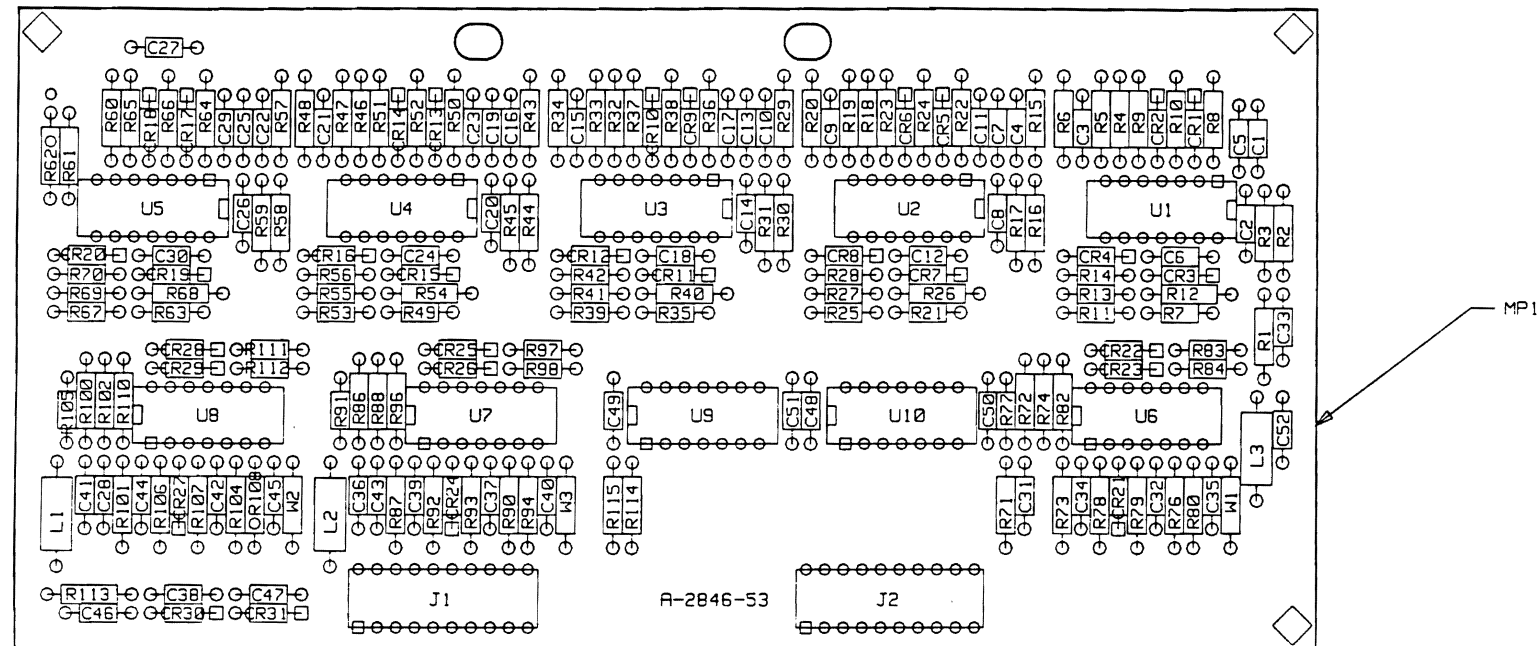 C27
R60 R65 CR18 R66 CR17 R64 C29 C25 C22 R57 R48 C21 R47 R46 R51 CR14 R52 CR13 R50 C23 C19 C16 R43 R34 C15 R33 R32 R37 CR10 R38 CR9 R36 C17 C13 C10 R29 R20 C9 R19 R18 R23 CR6 R24 CR5 R22 C11 C7 C4 R15 R6 C3 R5 R4 R9 CR2 R10 CR1 R8 C5 C1
R62 R61 U5 C26 R59 R58 U4 C20 R45 R44 U3 C14 R31 R30 U2 C8 R17 R16 U1 C2 R3 R2
CR20 C30 CR16 C24 CR12 C18 CR8 C12 CR4 C6
R70 CR19 R56 CR15 R42 CR11 R28 CR7 R14 CR3
R69 R68 R55 R54 R41 R40 R27 R26 R13 R12
R67 R63 R53 R49 R39 R35 R25 R21 R11 R7
R1 C33 MP1
CR28 R111 CR25 R97 CR22 R83
CR29 R112 CR26 R98 CR23 R84
R105 R100 R102 R110 U8 R91 R86 R88 R96 U7 C49 U9 C51 C48 U10 C50 R77 R72 R74 R82 U6 L3 C52
L1 C41 C28 R101 C44 R106 CR27 R107 C42 R104 R108 C45 W2 L2 C36 C43 R87 C39 R92 CR24 R93 C37 R90 R94 C40 W3 R115 R114 R71 C31 R73 C34 R78 CR21 R79 C32 R76 R80 C35 W1
R113 C38 C47 J1 A-2846-53 J2
C46 CR30 CR31